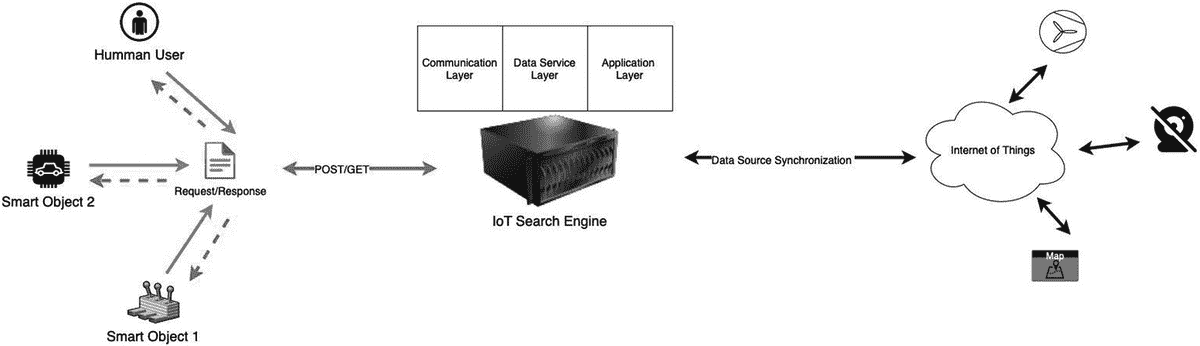 Humman User
Communication
Layer
Data Service
Layer
Application
Layer
Smart Object 2
Request/Response
POST/GET
IoT Search Engine
Data Source Synchronization
Internet of Things
Map
Smart Object 1